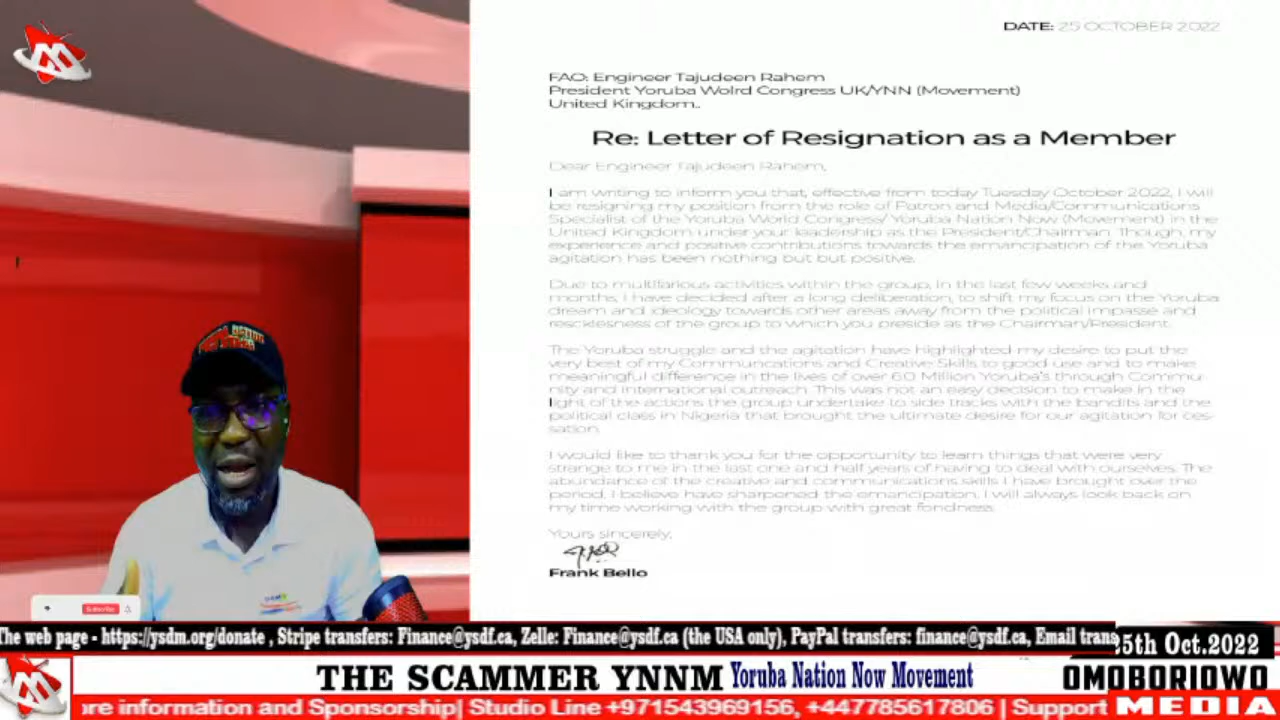 DATE: 25 OCTOBER 2022
FAO: Engineer Tajudeen Rahem
President Yoruba Wolrd Congress UK/YNN (Movement)
United Kingdom..
Re: Letter of Resignation as a Member
Dear Engineer Tajudeen Rahem,
I am writing to inform you that, effective from today Tuesday October 2022, I will
be resigning my position from the role of Patron and Media/Communications
Specialist of the Yoruba World Congress/ Yoruba Nation Now (Movement) in the
United Kingdom under your leadership as the President/Chairman. Though, my
experience and positive contributions towards the emancipation of the Yoruba
agitation has been nothing but but positive.
Due to multifarious activities within the group, in the last few weeks and
months, I have decided after a long deliberation, to shift my focus on the Yoruba
dream and ideology towards other areas away from the political impasse and
rescklesness of the group to which you preside as the Chairman/President.
The Yoruba struggle and the agitation have highlighted my desire to put the
very best of my Communcations and Creative Skills to good use and to make
meaningful difference in the lives of over 60 Million Yoruba's through Commu
nity and International outreach. This was not an easy decision to make in the
light of the actions the group undertake to side tracks with the bandits and the
political class in Nigeria that brought the ultimate desire for our agitation for ces-
sation.
I would like to thank you for the opportunity to learn things that were very
strange to me in the last one and half years of having to deal with ourselves. The
abundance of the creative and communications skills I have brought over the
period, I believe have sharpened the emancipation. I will always look back on
my time working with the group with great fondness.
Yours sincerely,
Frank Bello
Subscribe
The web page - https://ysdm.org/donate , Stripe transfers: Finance@ysdf.ca, Zelle: Finance@ysdf.ca (the USA only), PayPal transfers: finance@ysdf.ca, Email trans
5th Oct.2022
THE SCAMMER YNNM Yoruba Nation Now Movement
OMOBORIOWO
MEDIA
re information and Sponsorship| Studio Line +971543969156, +447785617806 | Support